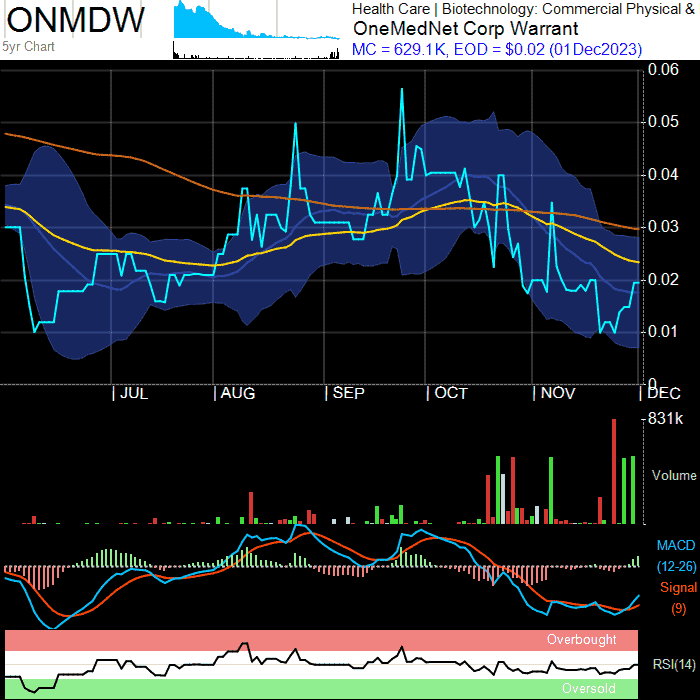 ONMDW
5yr Chart
Health Care | Biotechnology: Commercial Physical &
OneMedNet Corp Warrant
MC = 629.1K, EOD = $0.02 (01Dec2023)
0.06
0.05
0.04
0.03
0.02
0.01
0
JUL AUG SEP OCT NOV DEC
831k
Volume
MACD
(12-26)
Signal
(9)
Overbought
RSI(14)
Oversold